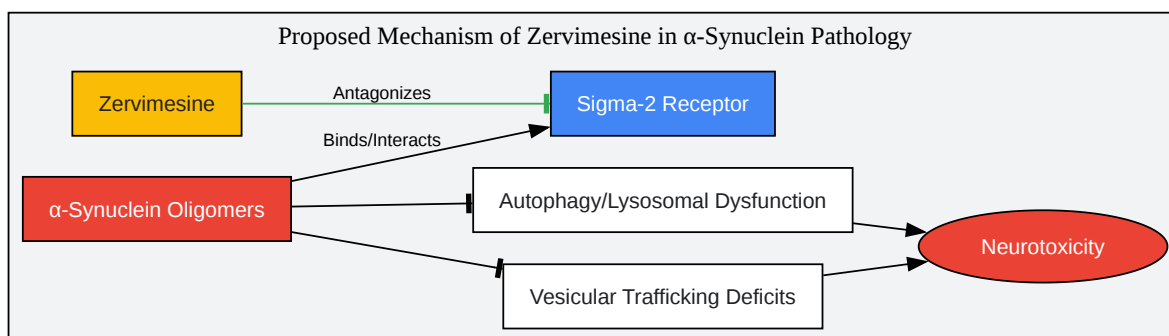 Proposed Mechanism of Zervimesine in α-Synuclein Pathology
Zervimesine
Antagonizes
Sigma-2 Receptor
Binds/Interacts
α-Synuclein Oligomers
Autophagy/Lysosomal Dysfunction
Neurotoxicity
Vesicular Trafficking Deficits